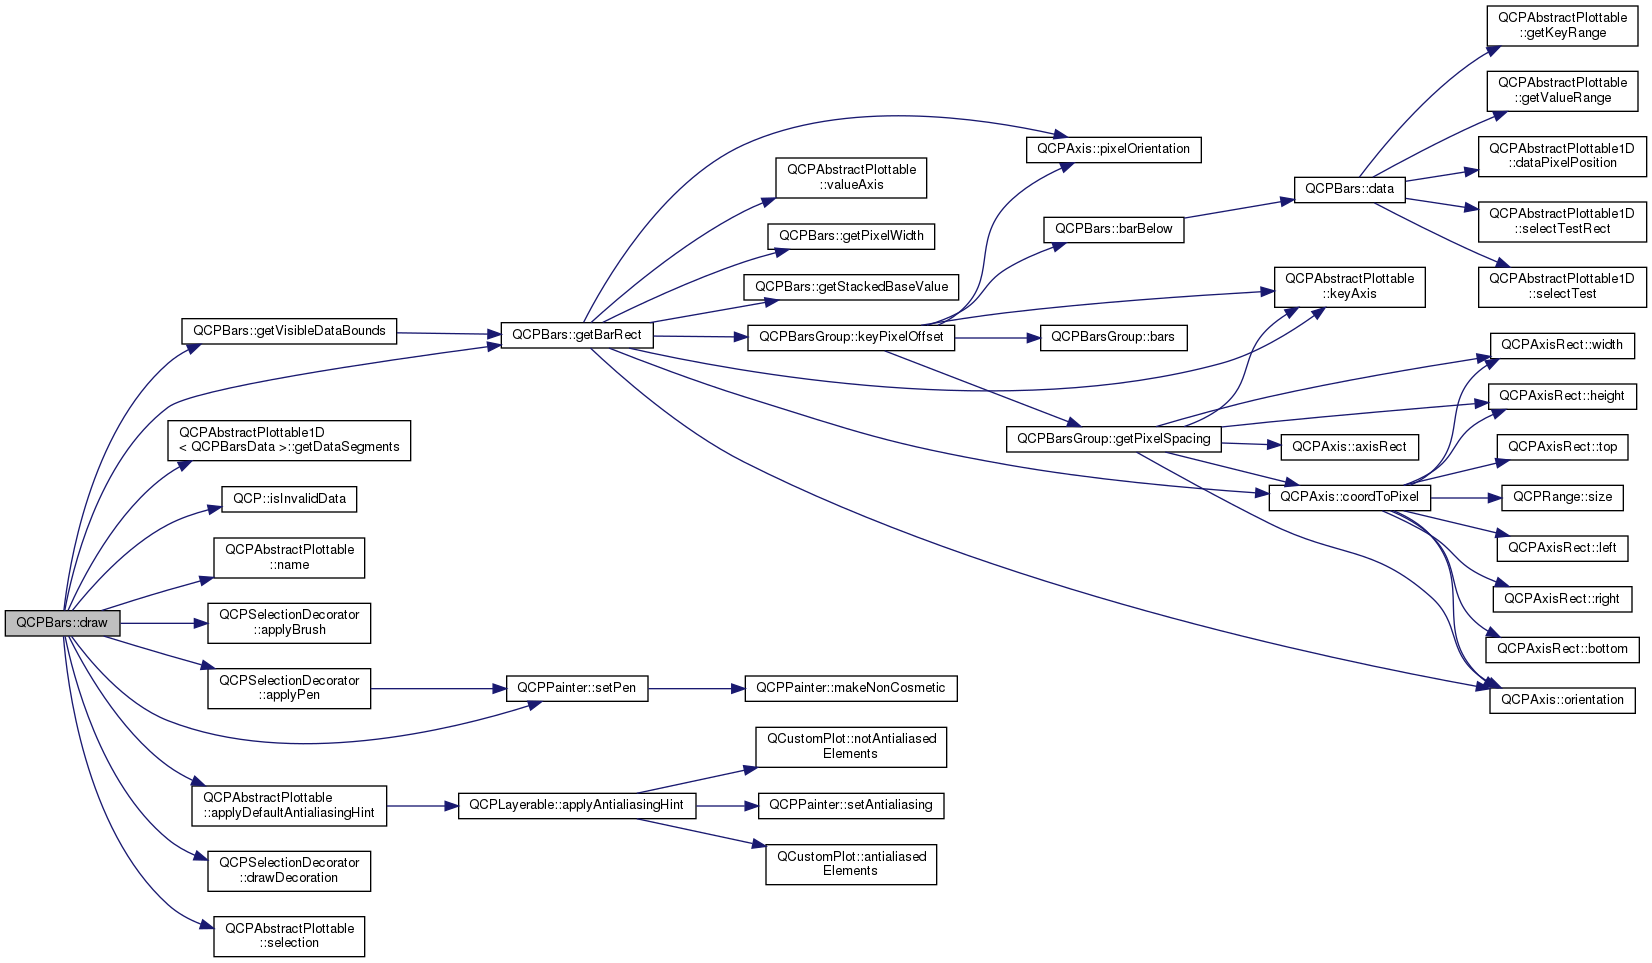 QCPBars::draw
QCPBars::getVisibleDataBounds
QCPAbstractPlottable1D
< QCPBarsData >::getDataSegments
QCP::isInvalidData
QCPAbstractPlottable
::name
QCPSelectionDecorator
::applyBrush
QCPSelectionDecorator
::applyPen
QCPAbstractPlottable
::applyDefaultAntialiasingHint
QCPSelectionDecorator
::drawDecoration
QCPAbstractPlottable
::selection
QCPBars::getBarRect
QCPPainter::setPen
QCPLayerable::applyAntialiasingHint
QCPAbstractPlottable
::valueAxis
QCPBars::getPixelWidth
QCPBars::getStackedBaseValue
QCPBarsGroup::keyPixelOffset
QCPPainter::makeNonCosmetic
QCustomPlot::notAntialiased
Elements
QCPPainter::setAntialiasing
QCustomPlot::antialiased
Elements
QCPAxis::pixelOrientation
QCPBars::barBelow
QCPBarsGroup::bars
QCPBarsGroup::getPixelSpacing
QCPBars::data
QCPAbstractPlottable
::keyAxis
QCPAxis::axisRect
QCPAxis::coordToPixel
QCPAbstractPlottable
::getKeyRange
QCPAbstractPlottable
::getValueRange
QCPAbstractPlottable1D
::dataPixelPosition
QCPAbstractPlottable1D
::selectTestRect
QCPAbstractPlottable1D
::selectTest
QCPAxisRect::width
QCPAxisRect::height
QCPAxisRect::top
QCPRange::size
QCPAxisRect::left
QCPAxisRect::right
QCPAxisRect::bottom
QCPAxis::orientation